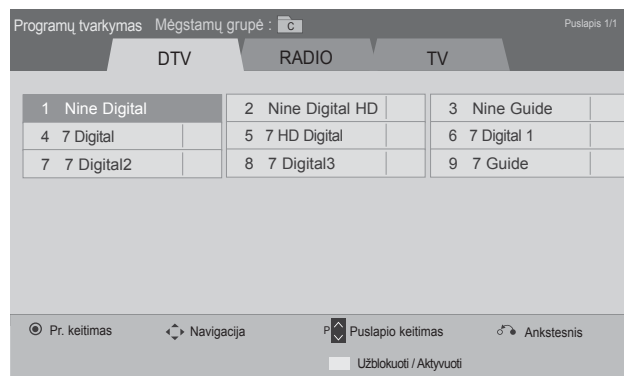 Programų tvarkymas Mėgstamų grupė : C Puslapis 1/1
DTV RADIO TV
1 Nine Digital 2 Nine Digital HD 3 Nine Guide
4 7 Digital 5 7 HD Digital 6 7 Digital 1
7 7 Digital2 8 7 Digital3 9 7 Guide
Pr. keitimas Navigacija P Puslapio keitimas Ankstesnis
Užblokuoti / Aktyvuoti